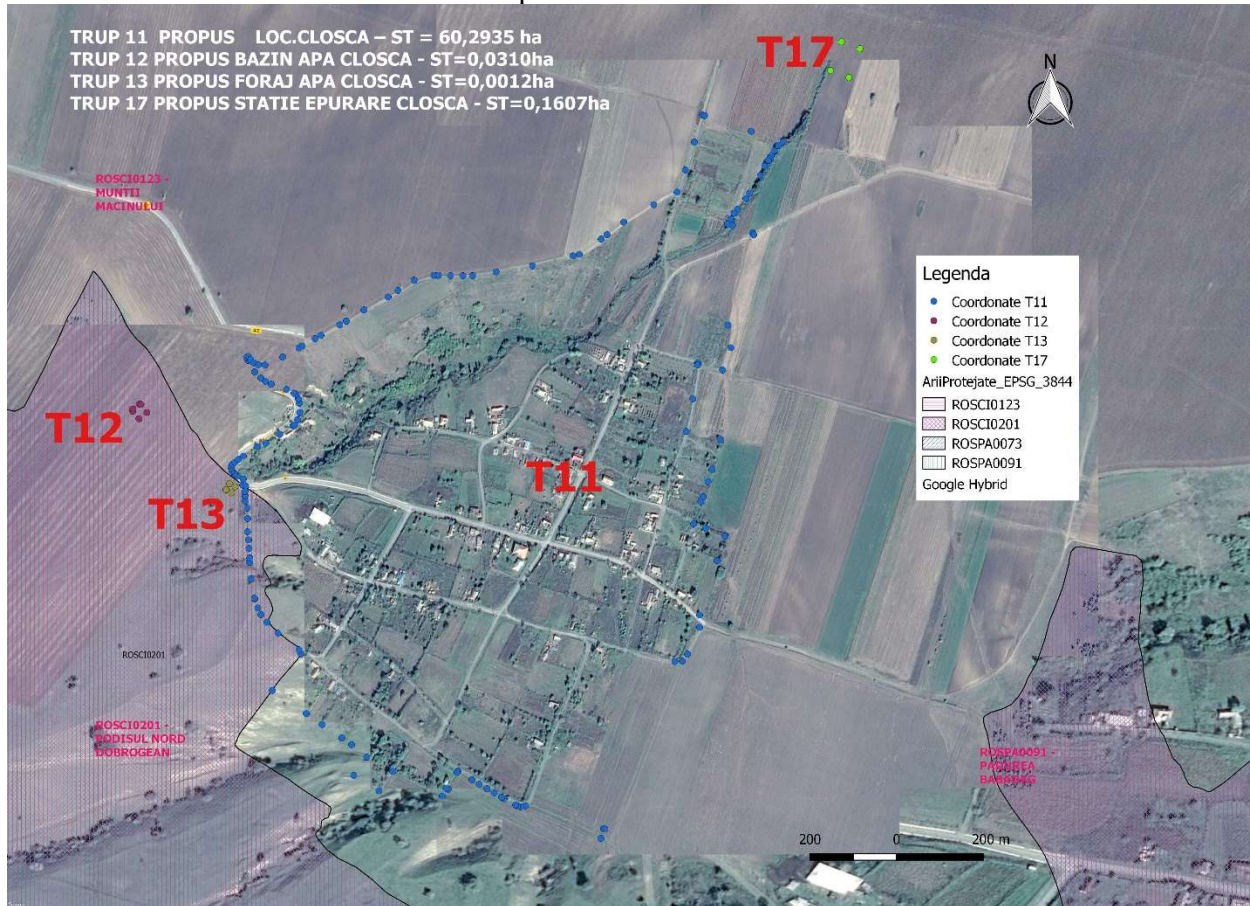 TRUP 11 PROPUS LOC.CLOSCA – ST = 60,2935 ha
TRUP 12 PROPUS BAZIN APA CLOSCA - ST=0,0310ha
TRUP 13 PROPUS FORAJ APA CLOSCA - ST=0,0012ha
TRUP 17 PROPUS STATIE EPURARE CLOSCA - ST=0,1607ha
T17
N
ROSCI0123 -
MUNTII
MACINULUI
Legenda
Coordonate T11
Coordonate T12
Coordonate T13
Coordonate T17
AriiProtejate_EPSG_3844
ROSCI0123
ROSCI0201
ROSPA0073
ROSPA0091
Google Hybrid
T12
T11
T13
ROSCI0201
ROSCI0201 -
PODISUL NORD
DOBROGEAN
ROSPA0091 -
PADUREA
BABADAG
200 0 200 m